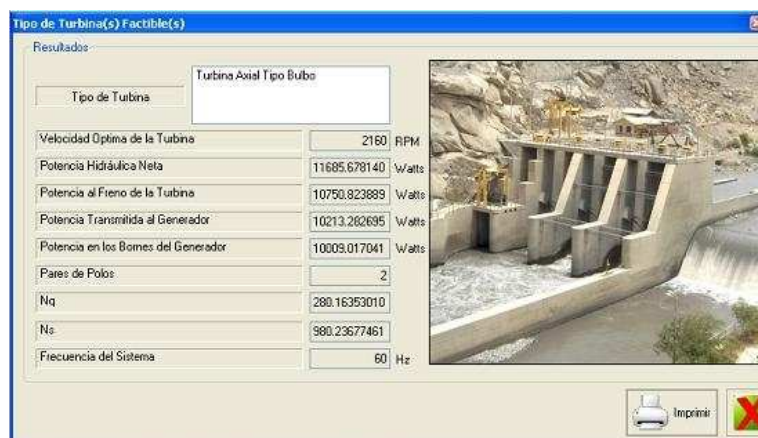 Tipo de Turbina(s) Factible(s)
Resultados
Tipo de Turbina
Turbina Axial Tipo Bulbo
Velocidad Optima de la Turbina 2160 RPM
Potencia Hidráulica Neta 11685.678140 Watts
Potencia al Freno de la Turbina 10750.823889 Watts
Potencia Transmitida al Generador 10213.282695 Watts
Potencia en los Bornes del Generador 10009.017041 Watts
Pares de Polos 2
Nq 280.16353010
Ns 980.23677461
Frecuencia del Sistema 60 Hz
Imprimir